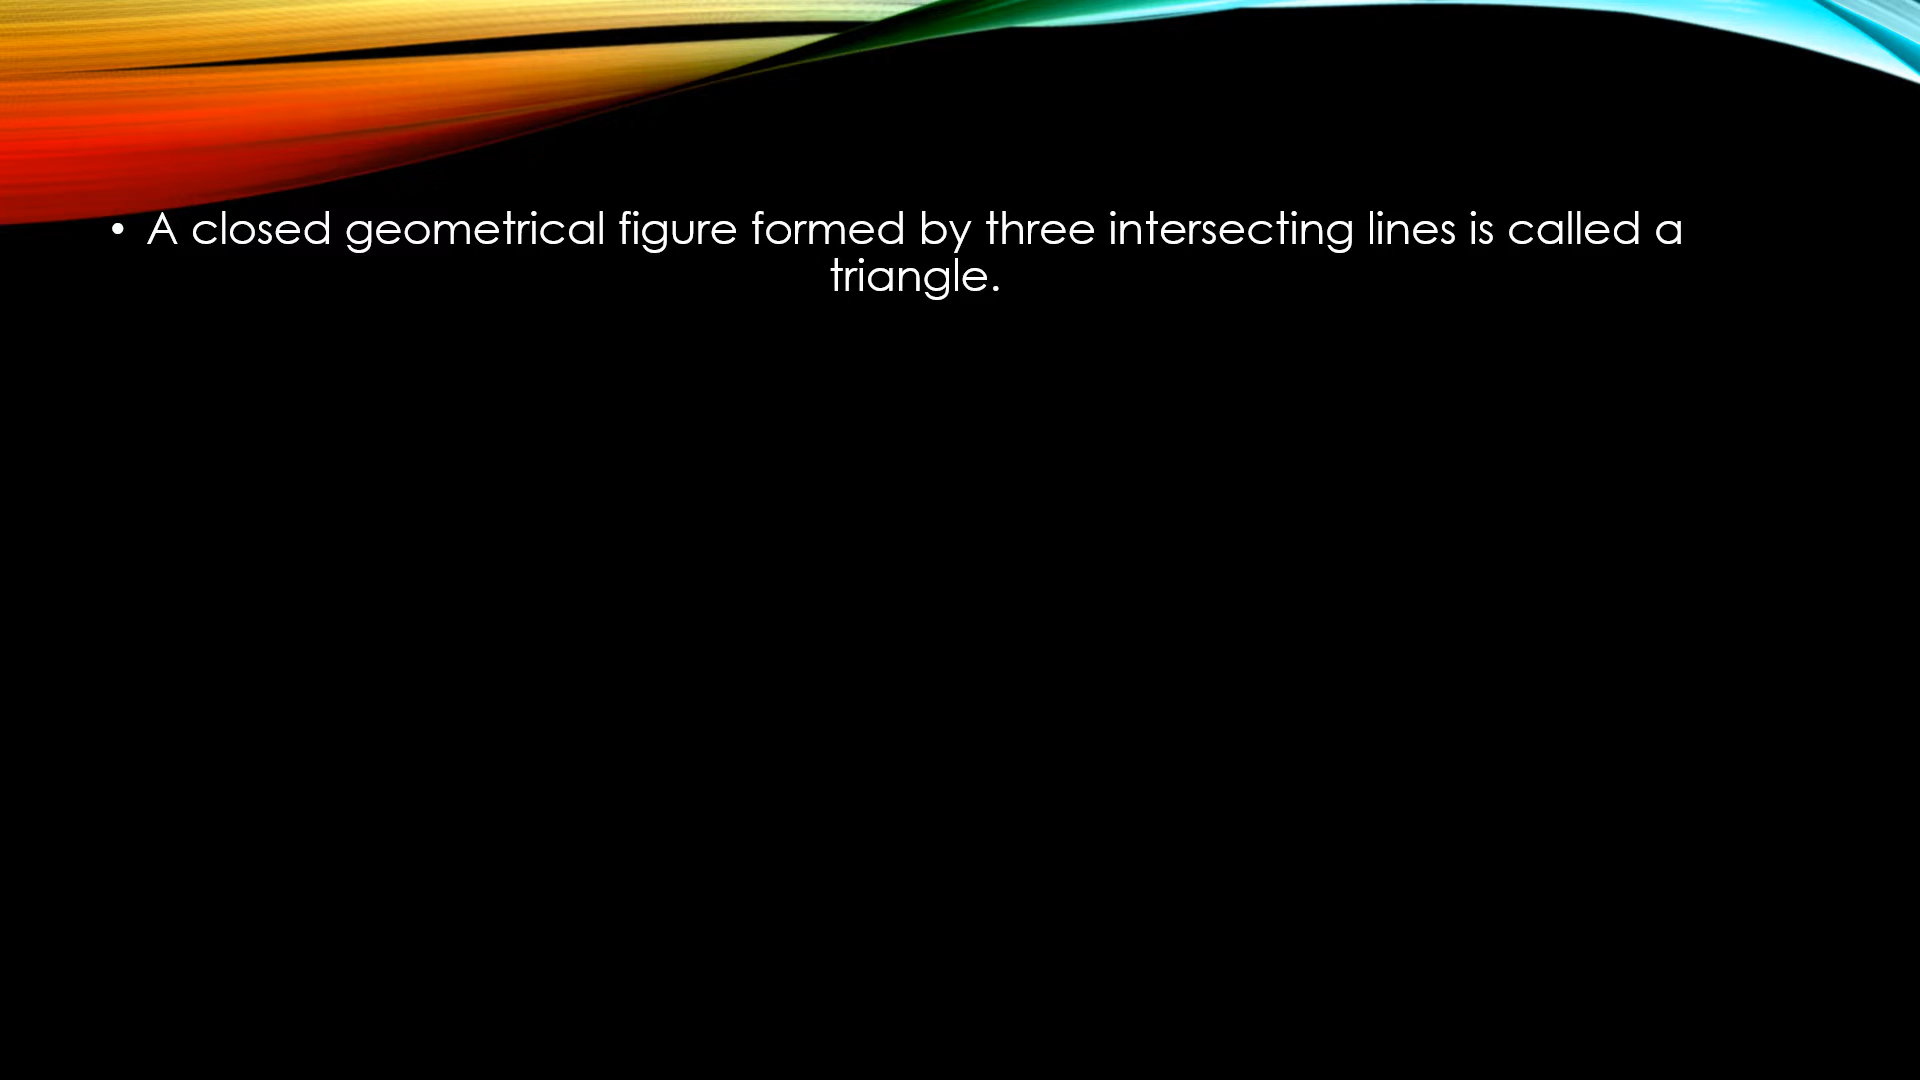 • A closed geometrical figure formed by three intersecting lines is called a
triangle.